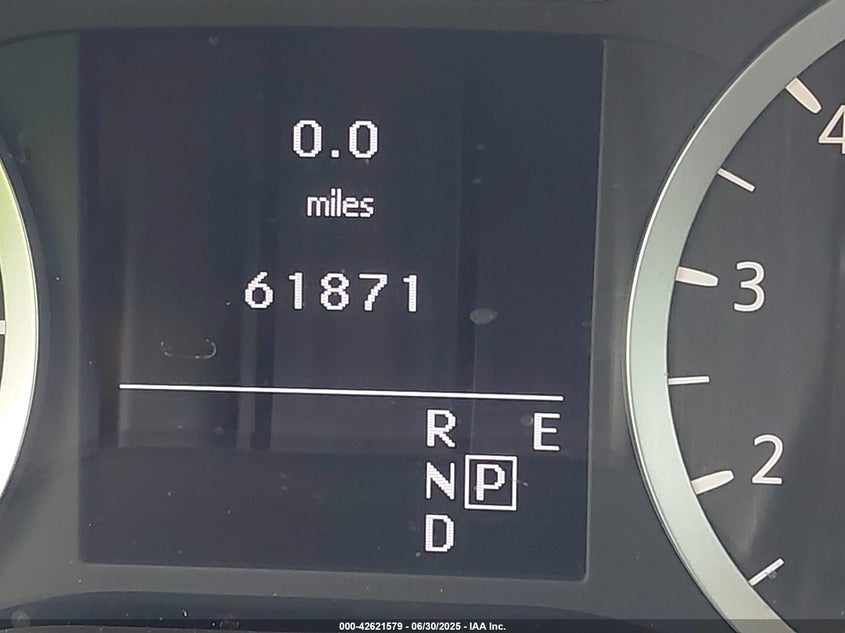 0.0
miles
61871
R E
N P
D
4
3
2
000-42621579 - 06/30/2025 - IAA Inc.